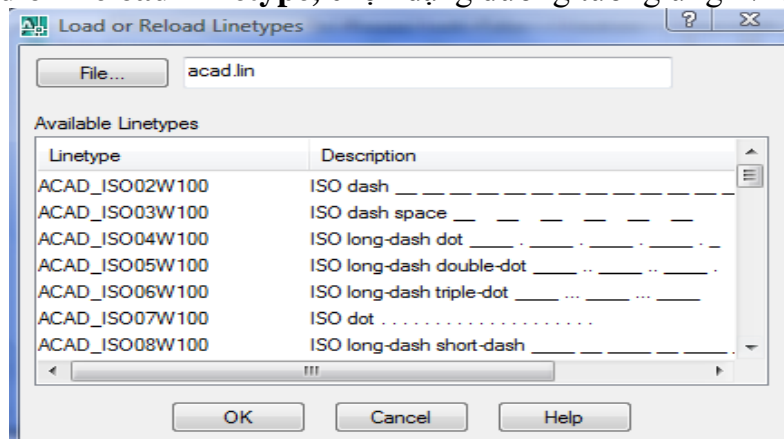 Load or Reload Linetypes
File... acad.lin
Available Linetypes
Linetype Description
ACAD_ISO02W100 ISO dash __ __ __ __ __ __ __ __ __ __ __ __ _
ACAD_ISO03W100 ISO dash space __ __ __ __ __ __
ACAD_ISO04W100 ISO long-dash dot ____ . ____ . ____ . ____ . _
ACAD_ISO05W100 ISO long-dash double-dot ____ .. ____ .. ____ .
ACAD_ISO06W100 ISO long-dash triple-dot ____ ... ____ ... ____
ACAD_ISO07W100 ISO dot . . . . . . . . . . . . . . . . . . . .
ACAD_ISO08W100 ISO long-dash short-dash ____ __ ____ __ ____ .
OK Cancel Help